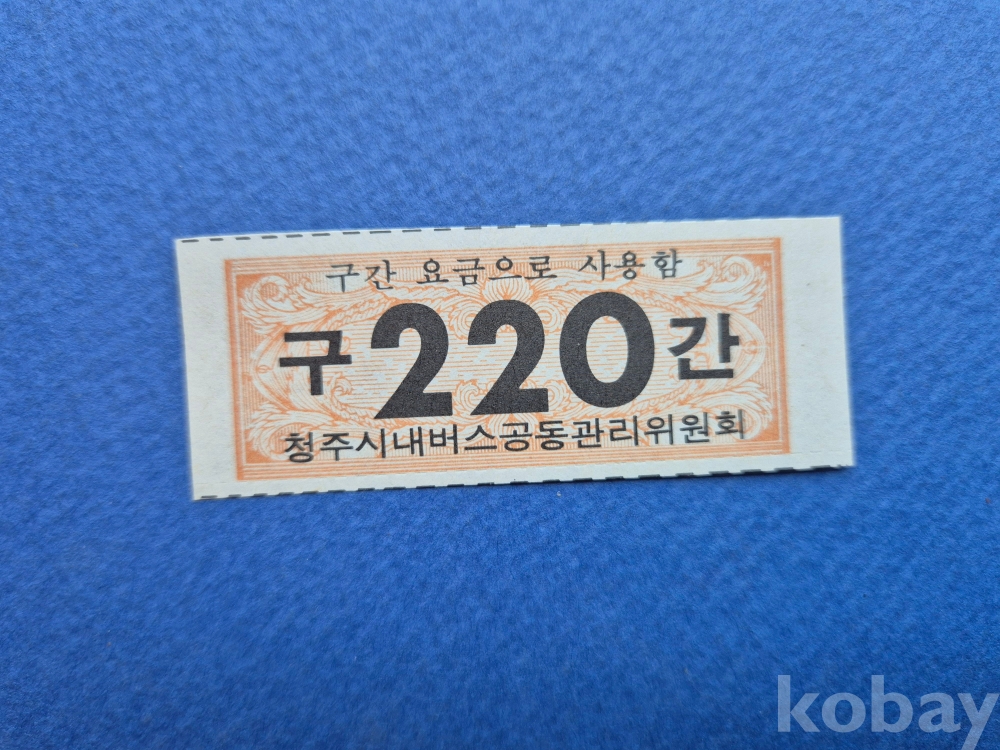 구간 요금으로 사용함
구 220 간
청주시내버스공동관리위원회
kobay